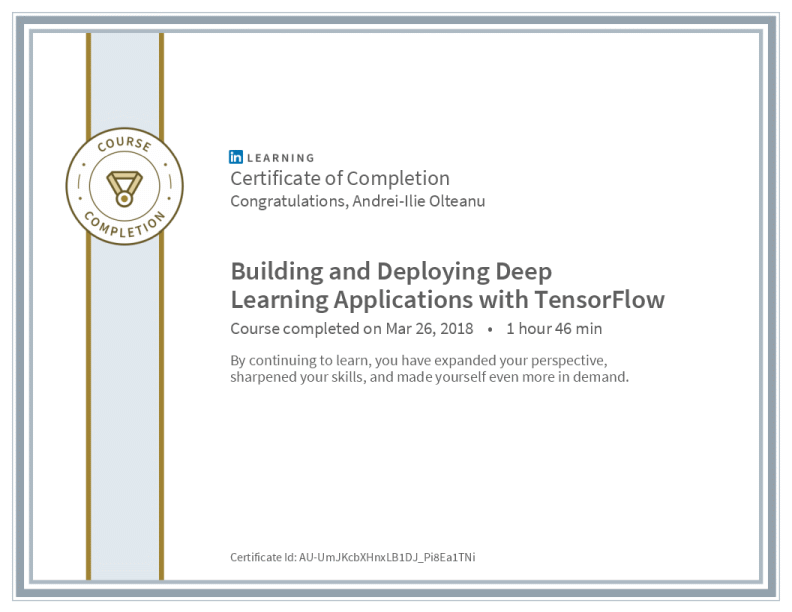 COURSE
COMPLETION
in LEARNING
Certificate of Completion
Congratulations, Andrei-Ilie Olteanu
Building and Deploying Deep
Learning Applications with TensorFlow
Course completed on Mar 26, 2018 • 1 hour 46 min
By continuing to learn, you have expanded your perspective,
sharpened your skills, and made yourself even more in demand.
Certificate Id: AU-UmJKcbXHnxLB1DJ_Pi8Ea1TNi